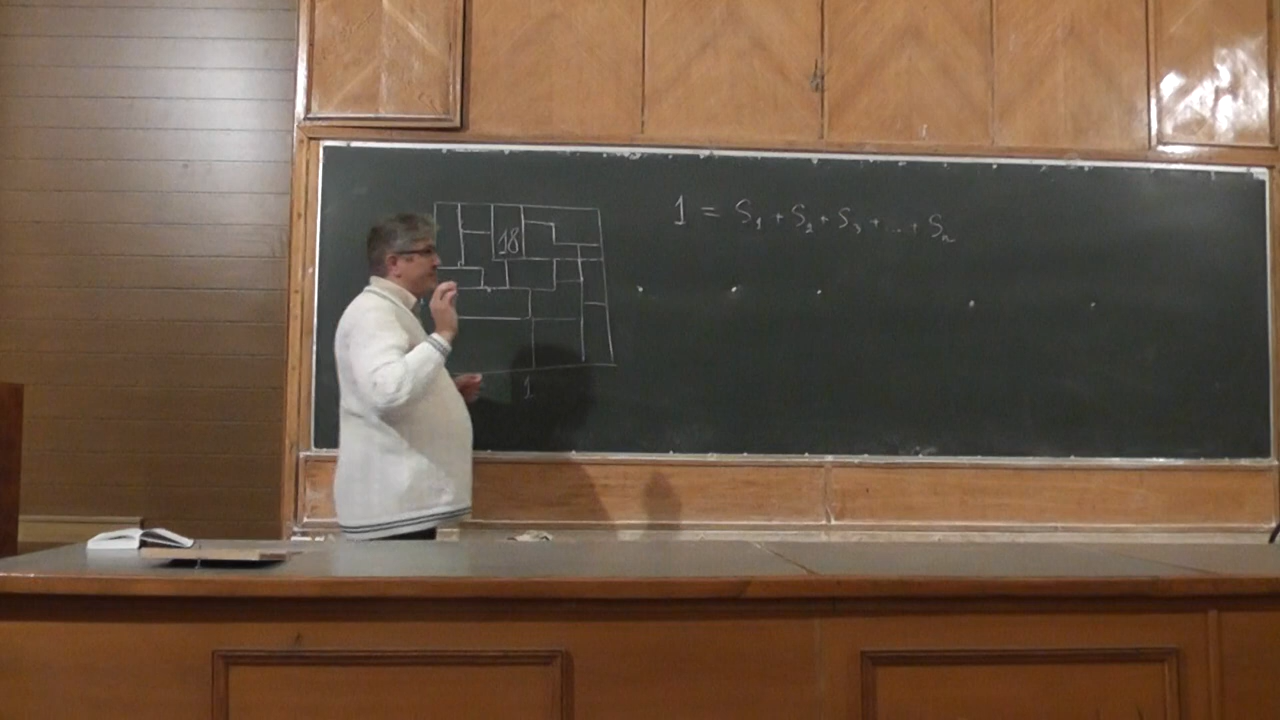 18
1
1 = S₁ + S₂ + S₃ + ... + Sₙ